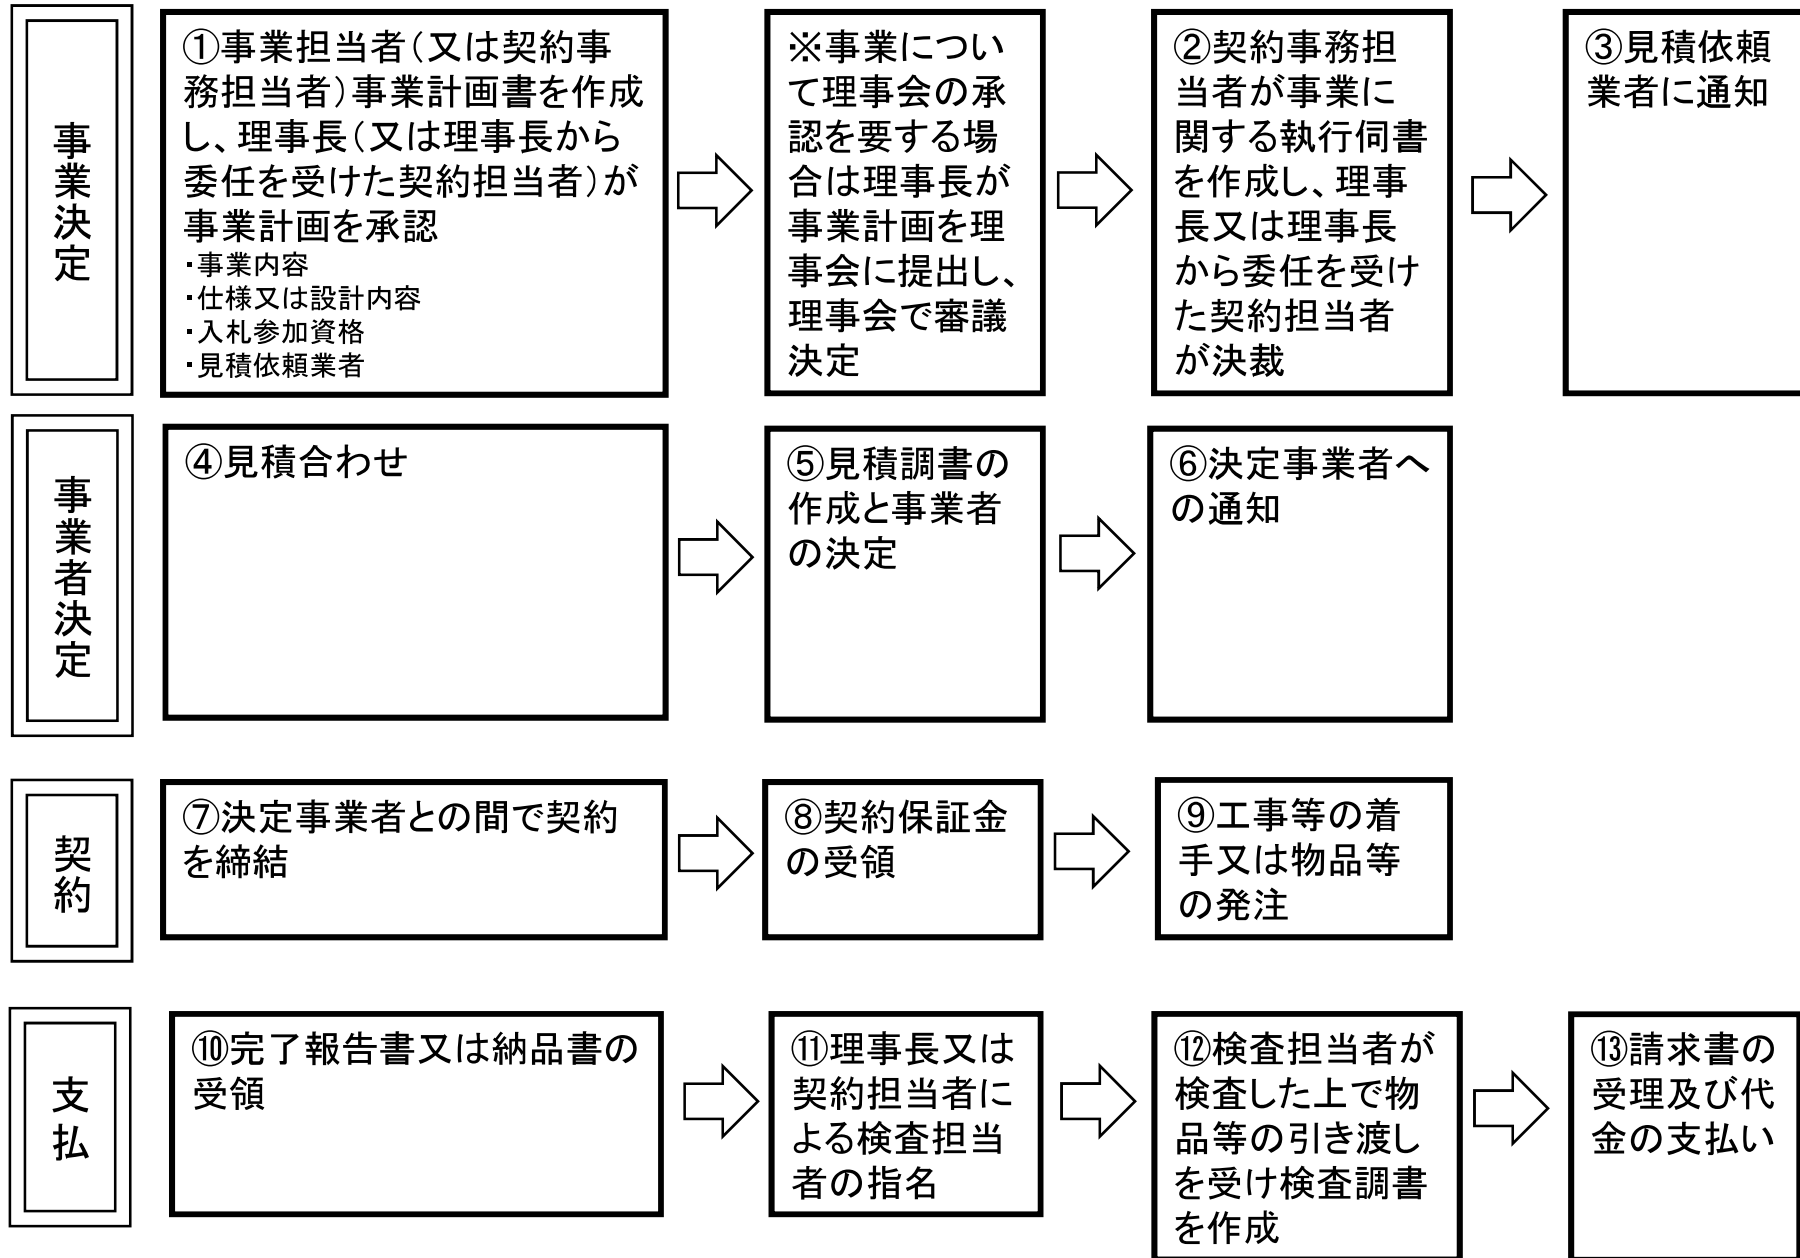 事業決定
①事業担当者(又は契約事
務担当者)事業計画書を作成
し、理事長(又は理事長から
委任を受けた契約担当者)が
事業計画を承認
・事業内容
・仕様又は設計内容
・入札参加資格
・見積依頼業者
※事業につい
て理事会の承
認を要する場
合は理事長が
事業計画を理
事会に提出し、
理事会で審議
決定
②契約事務担
当者が事業に
関する執行伺書
を作成し、理事
長又は理事長
から委任を受け
た契約担当者
が決裁
③見積依頼
業者に通知
事業者決定
④見積合わせ
⑤見積調書の
作成と事業者
の決定
⑥決定事業者へ
の通知
契約
⑦決定事業者との間で契約
を締結
⑧契約保証金
の受領
⑨工事等の着
手又は物品等
の発注
支払
⑩完了報告書又は納品書の
受領
⑪理事長又は
契約担当者に
よる検査担当
者の指名
⑫検査担当者が
検査した上で物
品等の引き渡し
を受け検査調書
を作成
⑬請求書の
受理及び代
金の支払い